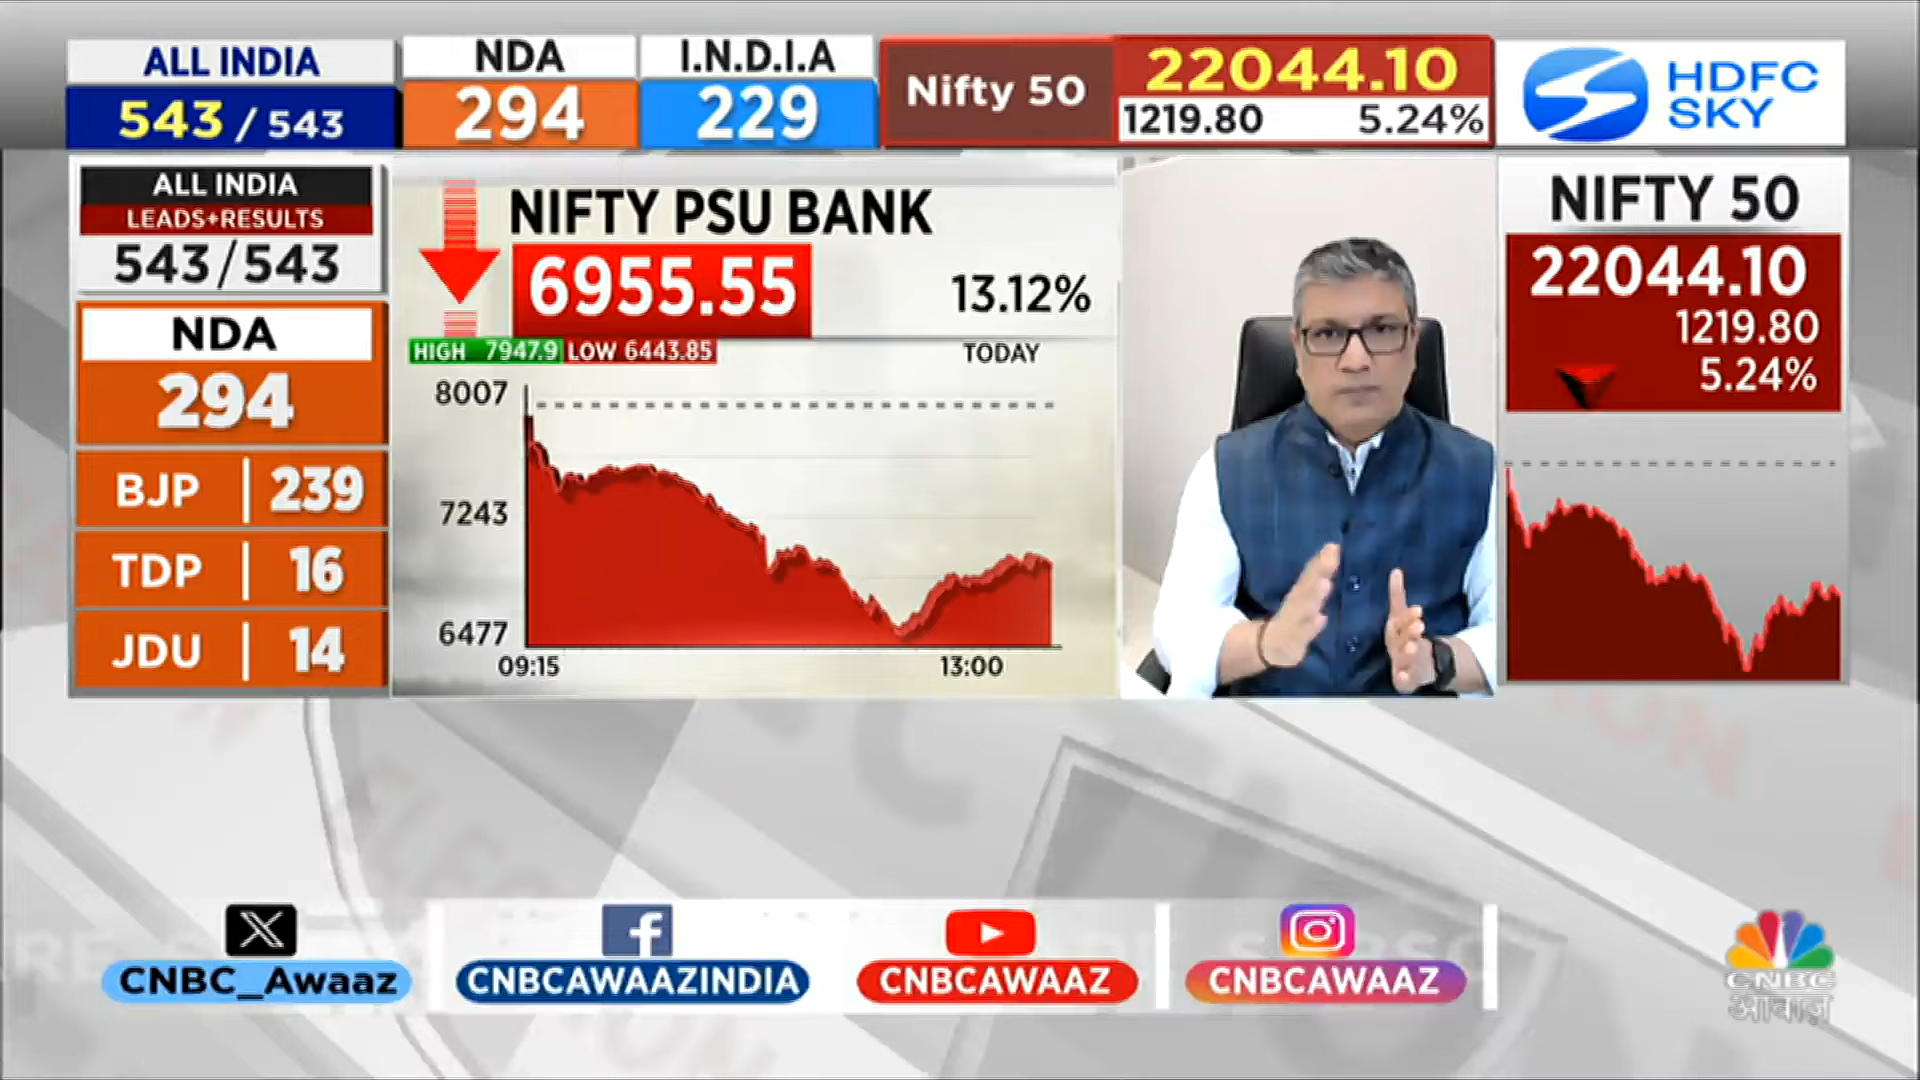 ALL INDIA
543 / 543
NDA
294
I.N.D.I.A
229
Nifty 50
22044.10
1219.80 5.24%
HDFC
SKY
ALL INDIA
LEADS+RESULTS
543/543
NDA
294
BJP 239
TDP 16
JDU 14
NIFTY PSU BANK
6955.55
13.12%
HIGH 7947.9 LOW 6443.85
TODAY
8007
7243
6477
09:15 13:00
NIFTY 50
22044.10
1219.80
5.24%
CNBC_Awaaz
CNBCAWAAZINDIA
CNBCAWAAZ
CNBCAWAAZ
CNBC
आवाज़